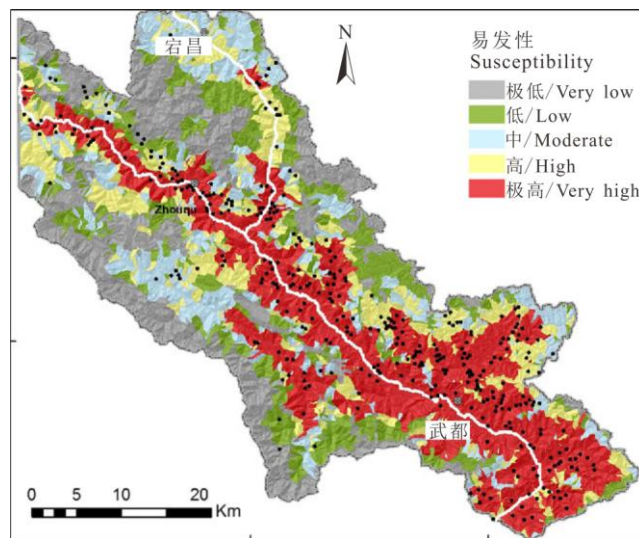 宕昌
N
易发性
Susceptibility
极低/Very low
低/Low
中/Moderate
高/High
极高/Very high
Zhouqu
武都
0 5 10 20
Km